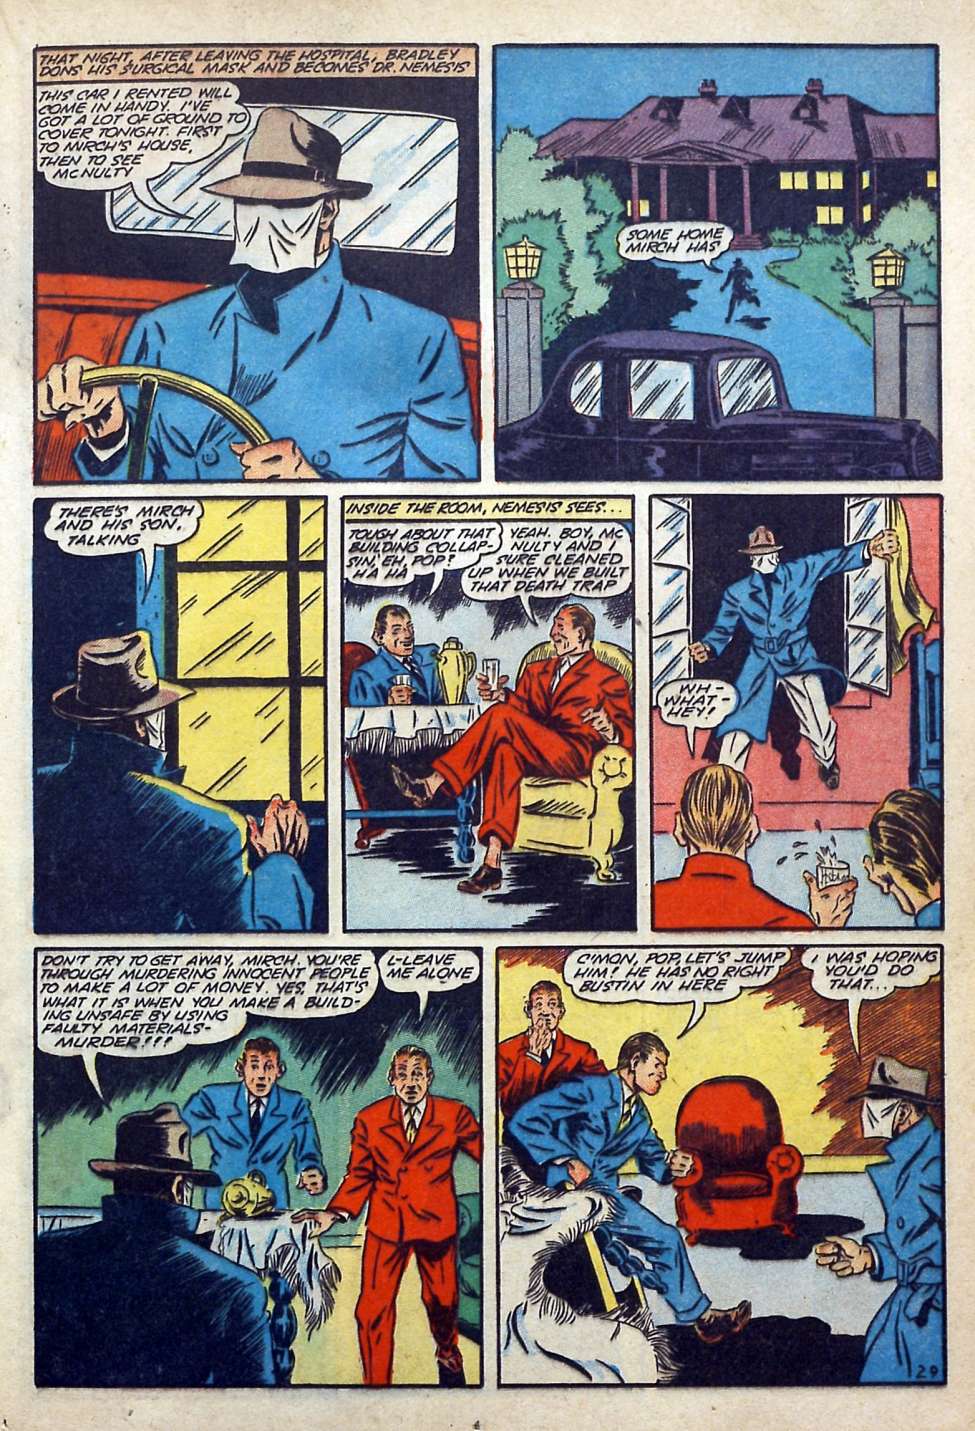 THAT NIGHT, AFTER LEAVING THE HOSPITAL, BRADLEY
DONS HIS SURGICAL MASK AND BECOMES DR. NEMESIS
THIS CAR I RENTED WILL
COME IN HANDY. I'VE
GOT A LOT OF GROUND TO
COVER TONIGHT. FIRST
TO MIRCH'S HOUSE,
THEN TO SEE
MCNULTY
SOME HOME
MIRCH HAS
THERE'S MIRCH
AND HIS SON,
TALKING
INSIDE THE ROOM, NEMESIS SEES...
TOUGH ABOUT THAT
BUILDING COLLAP-
SIN', EH, POP?
HA HA
YEAH. BOY, MC
NULTY AND I
SURE CLEANED
UP WHEN WE BUILT
THAT DEATH TRAP
WH-
WHAT-
HEY!
DON'T TRY TO GET AWAY, MIRCH. YOU'RE
THROUGH MURDERING INNOCENT PEOPLE
TO MAKE A LOT OF MONEY. YES, THAT'S
WHAT IT IS WHEN YOU MAKE A BUILD-
ING UNSAFE BY USING
FAULTY MATERIALS-
MURDER!!!
L-LEAVE
ME ALONE
C'MON, POP, LET'S JUMP
HIM! HE HAS NO RIGHT
BUSTIN IN HERE
I WAS HOPING
YOU'D DO
THAT...
29